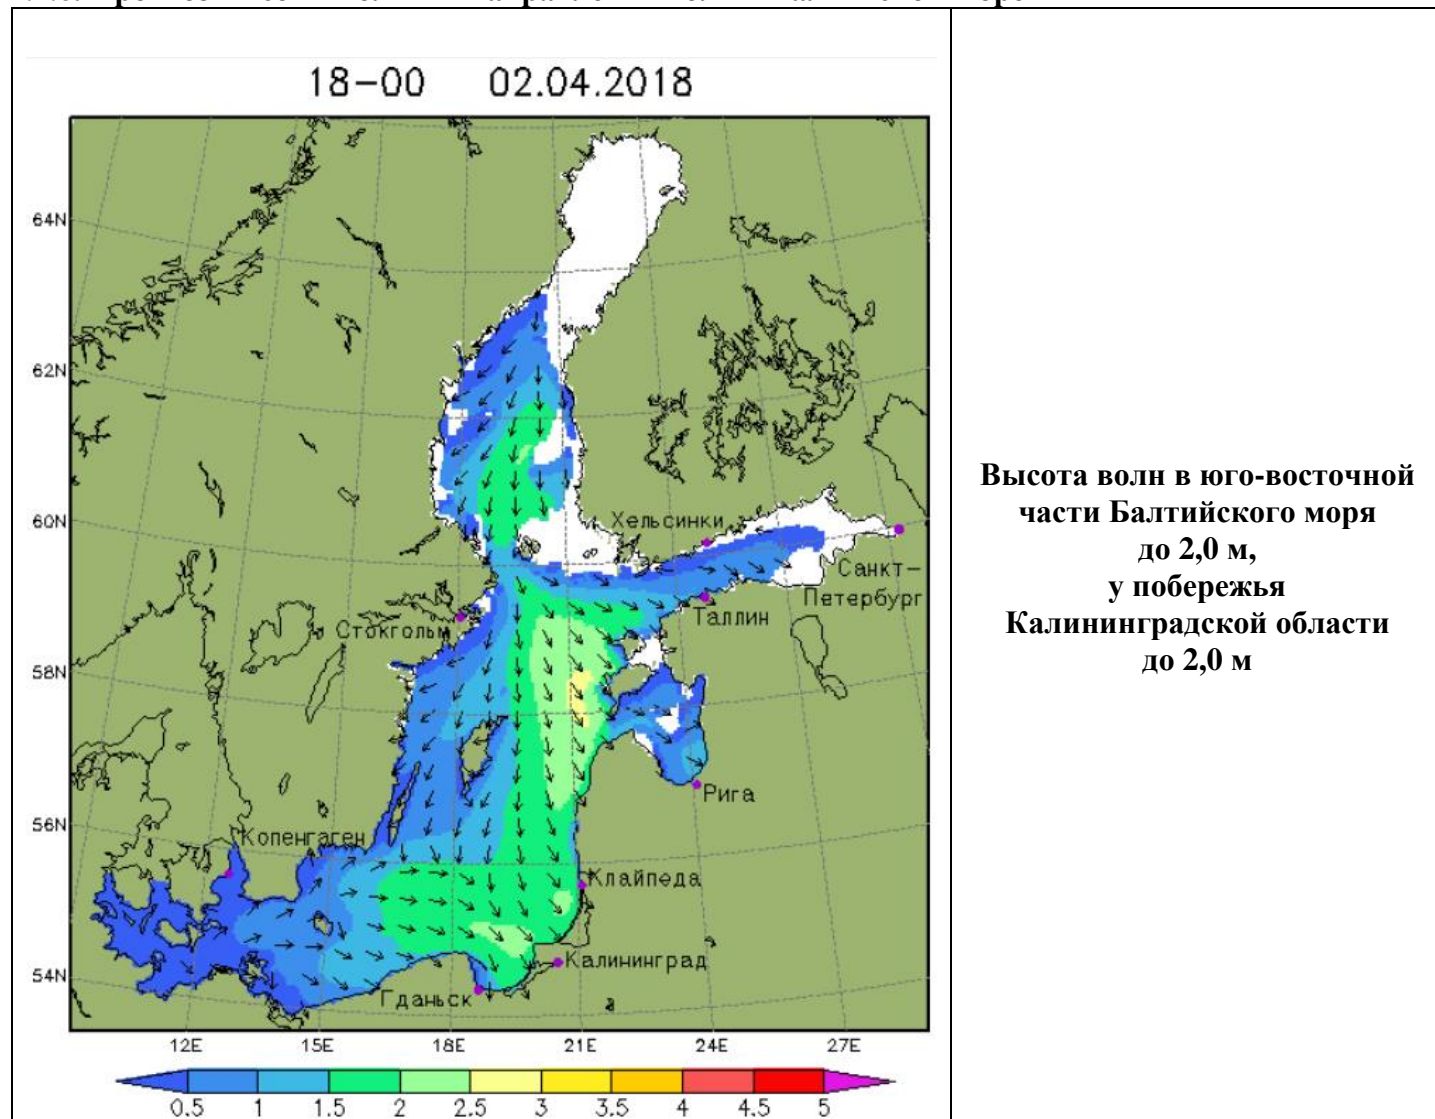 18-00 02.04.2018
64N
62N
60N
58N
56N
54N
Хельсинки
Санкт-
Петербург
Таллин
Стокгольм
Рига
Копенгаген
Клайпеда
Калининград
Гданьск
12E 15E 18E 21E 24E 27E
0.5 1 1.5 2 2.5 3 3.5 4 4.5 5
Высота волн в юго-восточной
части Балтийского моря
до 2,0 м,
у побережья
Калининградской области
до 2,0 м